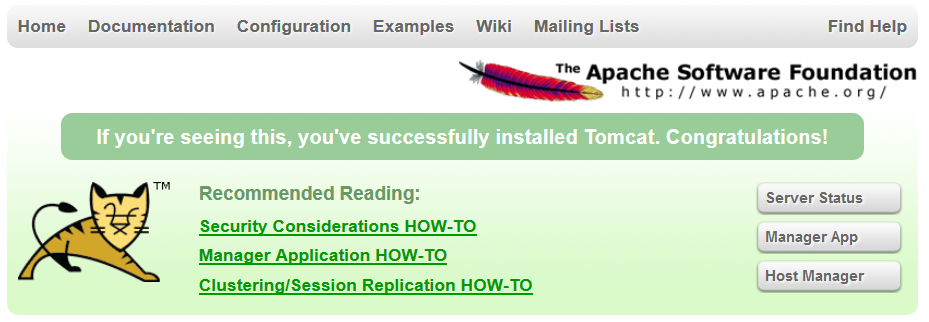 Home Documentation Configuration Examples Wiki Mailing Lists Find Help
The Apache Software Foundation
http://www.apache.org/
If you're seeing this, you've successfully installed Tomcat. Congratulations!
TM
Recommended Reading:
Security Considerations HOW-TO
Manager Application HOW-TO
Clustering/Session Replication HOW-TO
Server Status
Manager App
Host Manager